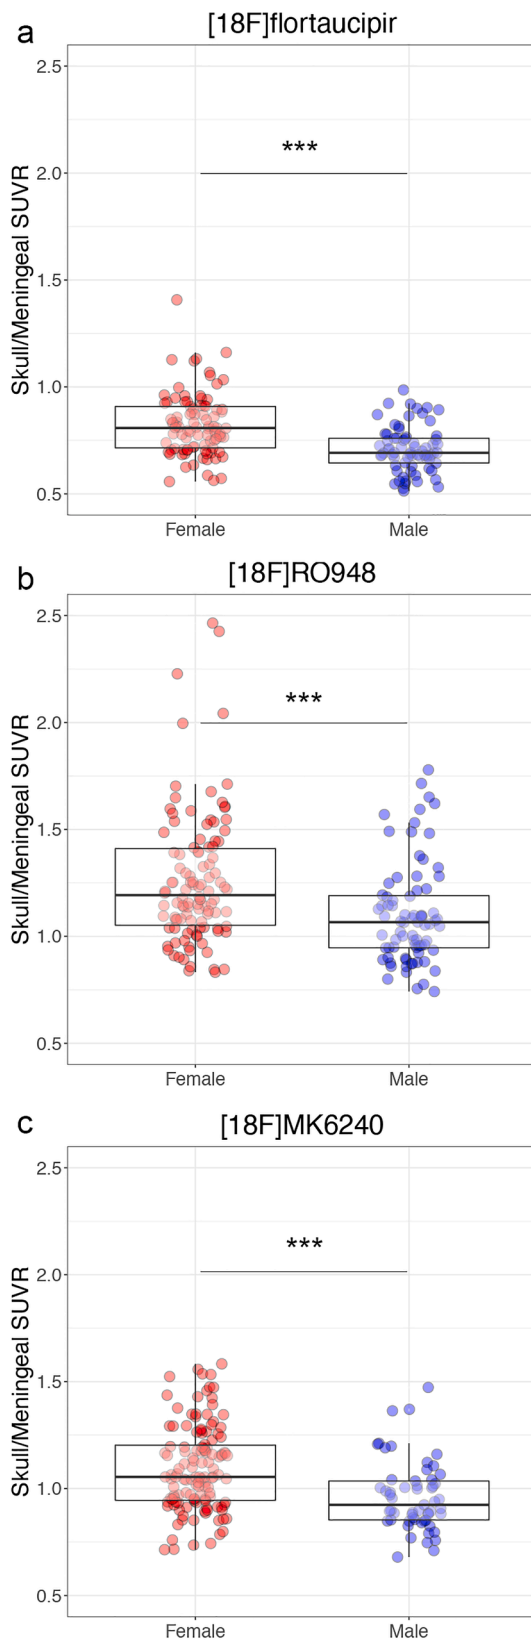 a
[18F]flortaucipir
Skull/Meningeal SUVR
2.5
2.0
1.5
1.0
0.5
***
Female
Male
b
[18F]RO948
Skull/Meningeal SUVR
2.5
2.0
1.5
1.0
0.5
***
Female
Male
c
[18F]MK6240
Skull/Meningeal SUVR
2.5
2.0
1.5
1.0
0.5
***
Female
Male